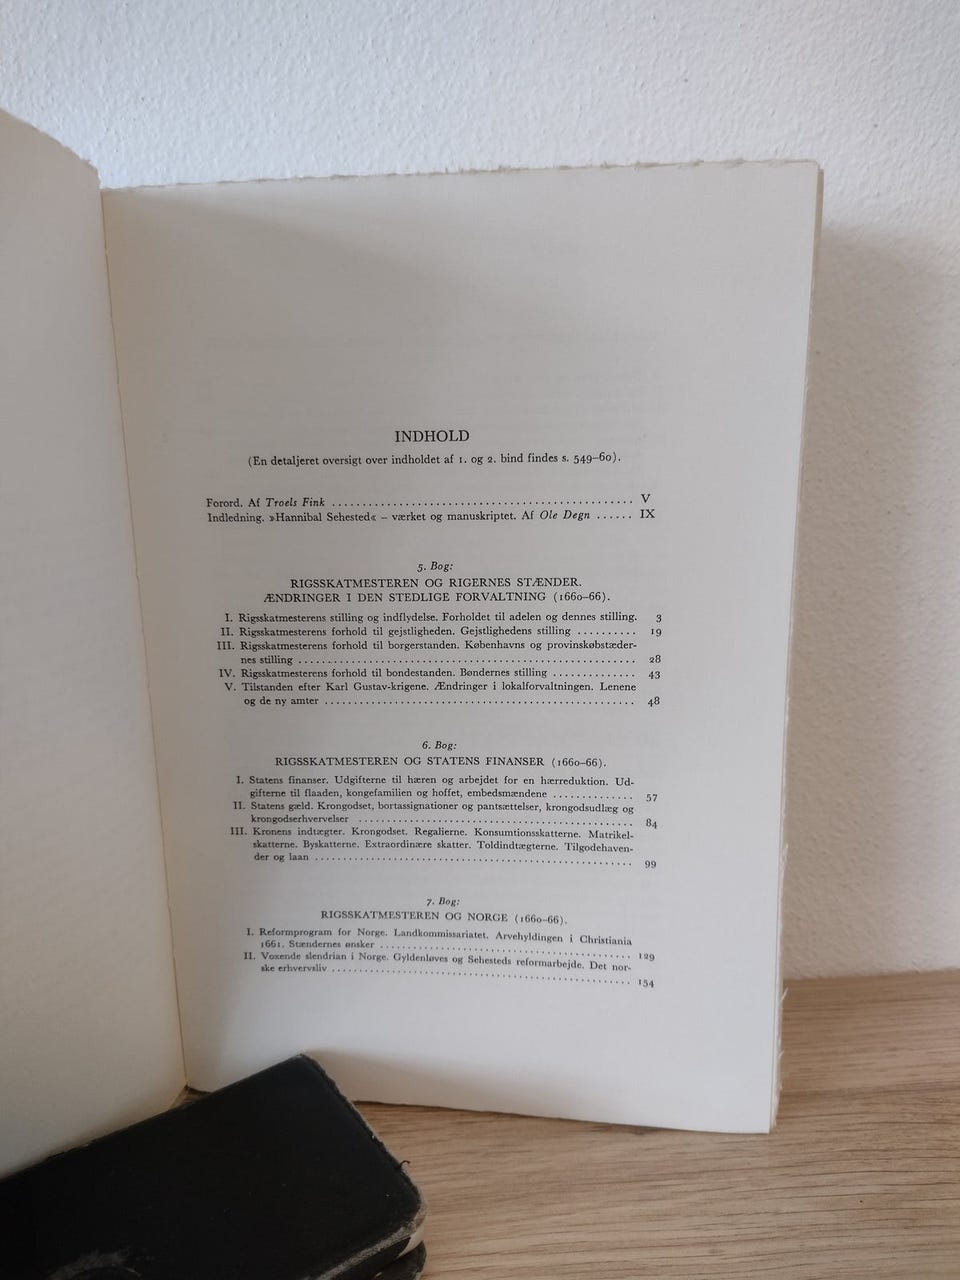 INDHOLD
(En detaljeret oversigt over indholdet af 1. og 2. bind findes s. 549–60).
Forord. Af Troels Fink ................................................ V
Indledning. »Hannibal Sehested« – værket og manuskriptet. Af Ole Degn ...... IX
5. Bog:
RIGSSKATMESTEREN OG RIGERNES STÆNDER.
ÆNDRINGER I DEN STEDLIGE FORVALTNING (1660–66).
I. Rigsskatmesterens stilling og indflydelse. Forholdet til adelen og dennes stilling. 3
II. Rigsskatmesterens forhold til gejstligheden. Gejstlighedens stilling .......... 19
III. Rigsskatmesterens forhold til borgerstanden. Københavns og provinskøbstæder-
nes stilling ...................................................... 28
IV. Rigsskatmesterens forhold til bondestanden. Bøndernes stilling .............. 43
V. Tilstanden efter Karl Gustav-krigene. Ændringer i lokalforvaltningen. Lenene
og de ny amter .................................................. 48
6. Bog:
RIGSSKATMESTEREN OG STATENS FINANSER (1660–66).
I. Statens finanser. Udgifterne til hæren og arbejdet for en hærreduktion. Ud-
gifterne til flaaden, kongefamilien og hoffet, embedsmændene .............. 57
II. Statens gæld. Krongodset, bortassignationer og pantsættelser, krongodsudlæg og
krongodserhvervelser ............................................ 84
III. Kronens indtægter. Krongodset. Regalierne. Konsumtionsskatterne. Matrikel-
skatterne. Byskatterne. Extraordinære skatter. Toldindtægterne. Tilgodehaven-
der og laan .................................................... 99
7. Bog:
RIGSSKATMESTEREN OG NORGE (1660–66).
I. Reformprogram for Norge. Landkommissariatet. Arvehyldingen i Christiania
1661. Stændernes ønsker .......................................... 129
II. Voxende slendrian i Norge. Gyldenløves og Sehesteds reformarbejde. Det nor-
ske erhvervsliv .................................................. 154